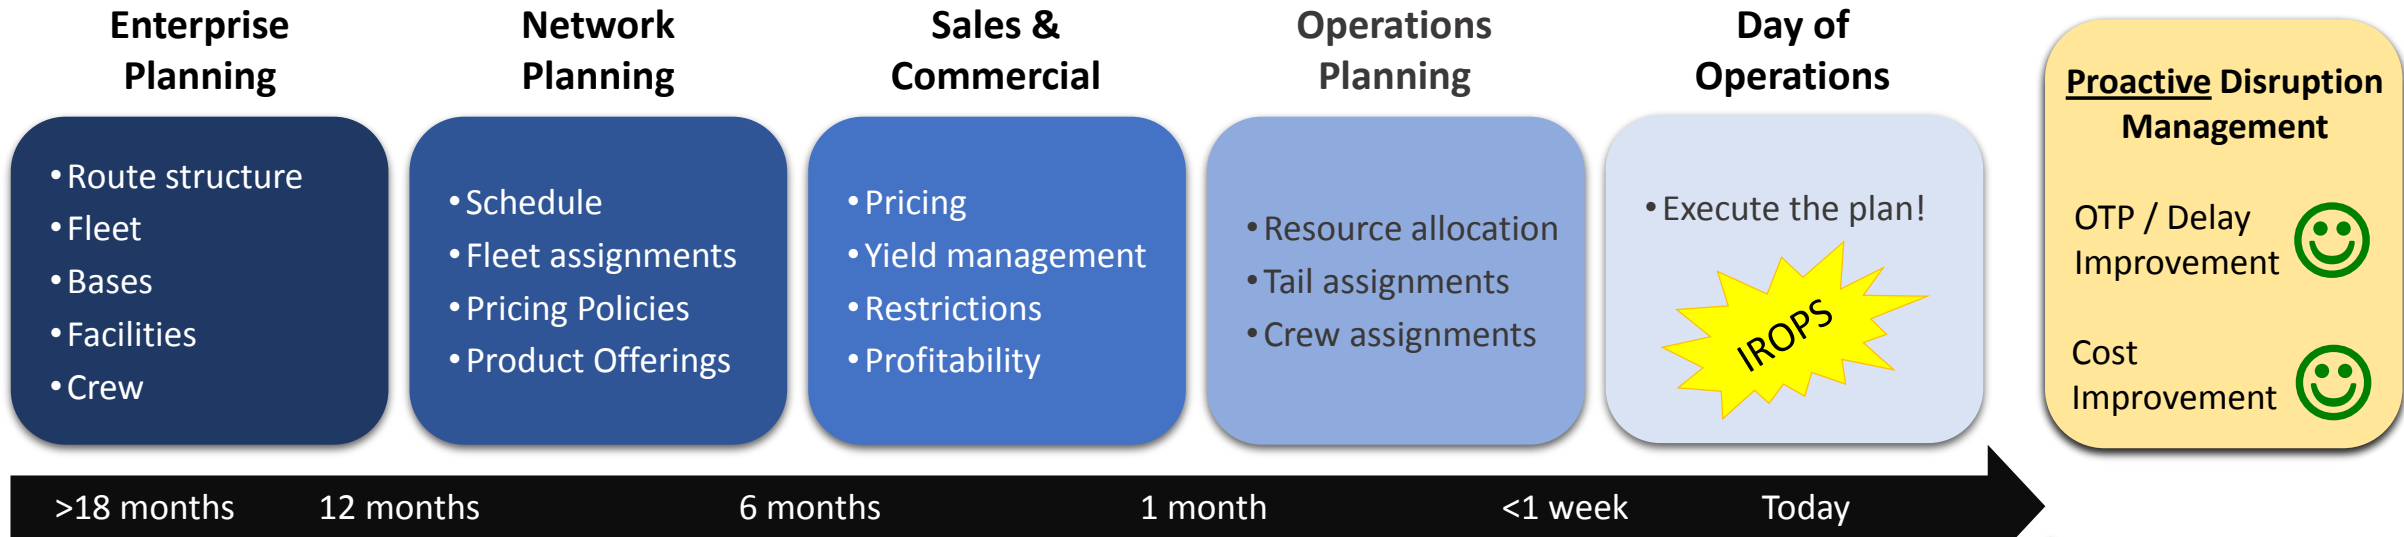 Enterprise
Planning
• Route structure
• Fleet
• Bases
• Facilities
• Crew
Network
Planning
• Schedule
• Fleet assignments
• Pricing Policies
• Product Offerings
Sales &
Commercial
• Pricing
• Yield management
• Restrictions
• Profitability
Operations
Planning
• Resource allocation
• Tail assignments
• Crew assignments
Day of
Operations
• Execute the plan!
IROPS
Proactive Disruption
Management
OTP / Delay
Improvement
Cost
Improvement
>18 months 12 months 6 months 1 month <1 week Today